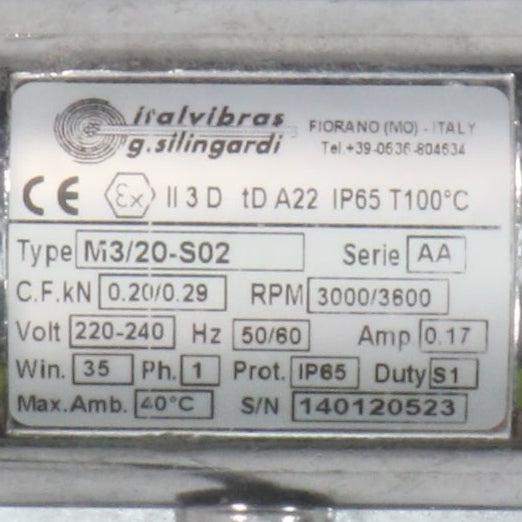 italvibras
g.silingardi
FIORANO (MO) - ITALY
Tel.+39-0536-804634
CE Ex II 3 D tD A22 IP65 T100°C
Type M3/20-S02 Serie AA
C.F.kN 0.20/0.29 RPM 3000/3600
Volt 220-240 Hz 50/60 Amp 0.17
Win. 35 Ph. 1 Prot. IP65 Duty S1
Max.Amb. 40°C S/N 140120523